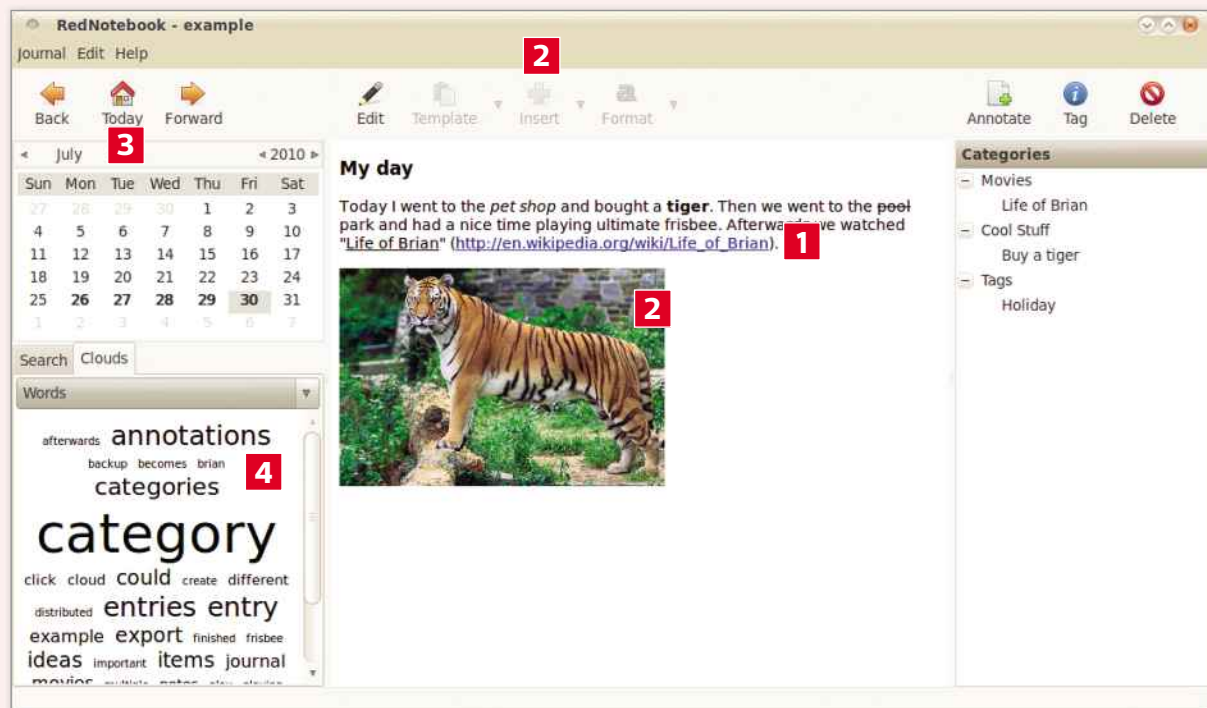 RedNotebook - example
Journal Edit Help
2
Back Today Forward Edit Template Insert Format Annotate Tag Delete
3
July 2010
Sun Mon Tue Wed Thu Fri Sat
27 28 29 30 1 2 3
4 5 6 7 8 9 10
11 12 13 14 15 16 17
18 19 20 21 22 23 24
25 26 27 28 29 30 31
1 2 3 4 5 6 7
Search Clouds
Words
afterwards annotations
backup becomes brian
4
categories
category
click cloud could create different
distributed entries entry
example export finished frisbee
ideas important items journal
movies multiple notes play playing
My day
Today I went to the pet shop and bought a tiger. Then we went to the pool
park and had a nice time playing ultimate frisbee. Afterwards we watched
"Life of Brian" (http://en.wikipedia.org/wiki/Life_of_Brian).
1
2
Categories
Movies
Life of Brian
Cool Stuff
Buy a tiger
Tags
Holiday